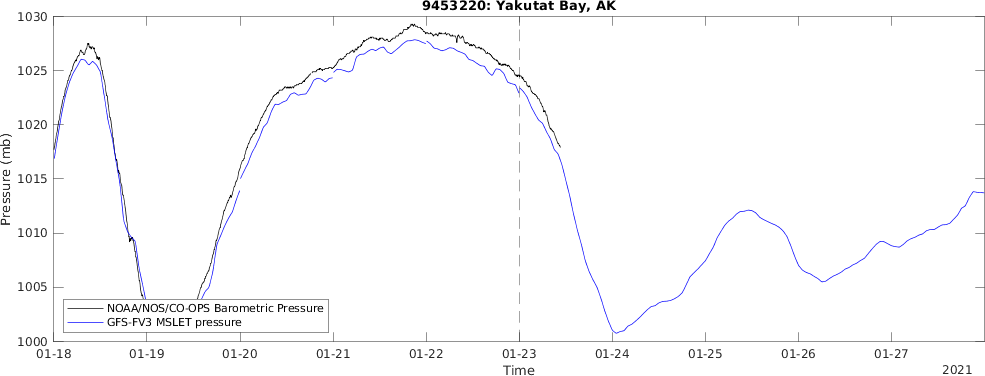 9453220: Yakutat Bay, AK
Pressure (mb)
1030
1025
1020
1015
1010
1005
1000
NOAA/NOS/CO-OPS Barometric Pressure
GFS-FV3 MSLET pressure
01-18 01-19 01-20 01-21 01-22 01-23 01-24 01-25 01-26 01-27
Time
2021